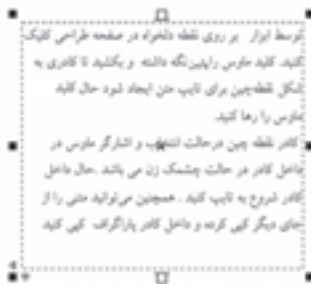 توسط ابزار بر روی نقطه دلخواه در صفحه طراحی کلیک
کنید. کلید ماوس را پایین نگه داشته و بکشید تا کادری به
شکل نقطه‌چین برای تایپ متن ایجاد شود حال کلید
ماوس را رها کنید.
کادر نقطه چین درحالت انتخاب و اشارگر ماوس در
داخل کادر در حالت چشمک زن می باشد .حال داخل
کادر شروع به تایپ کنید . همچنین می‌توانید متنی را از
جای دیگر کپی کرده و داخل کادر پاراگراف کپی کنید